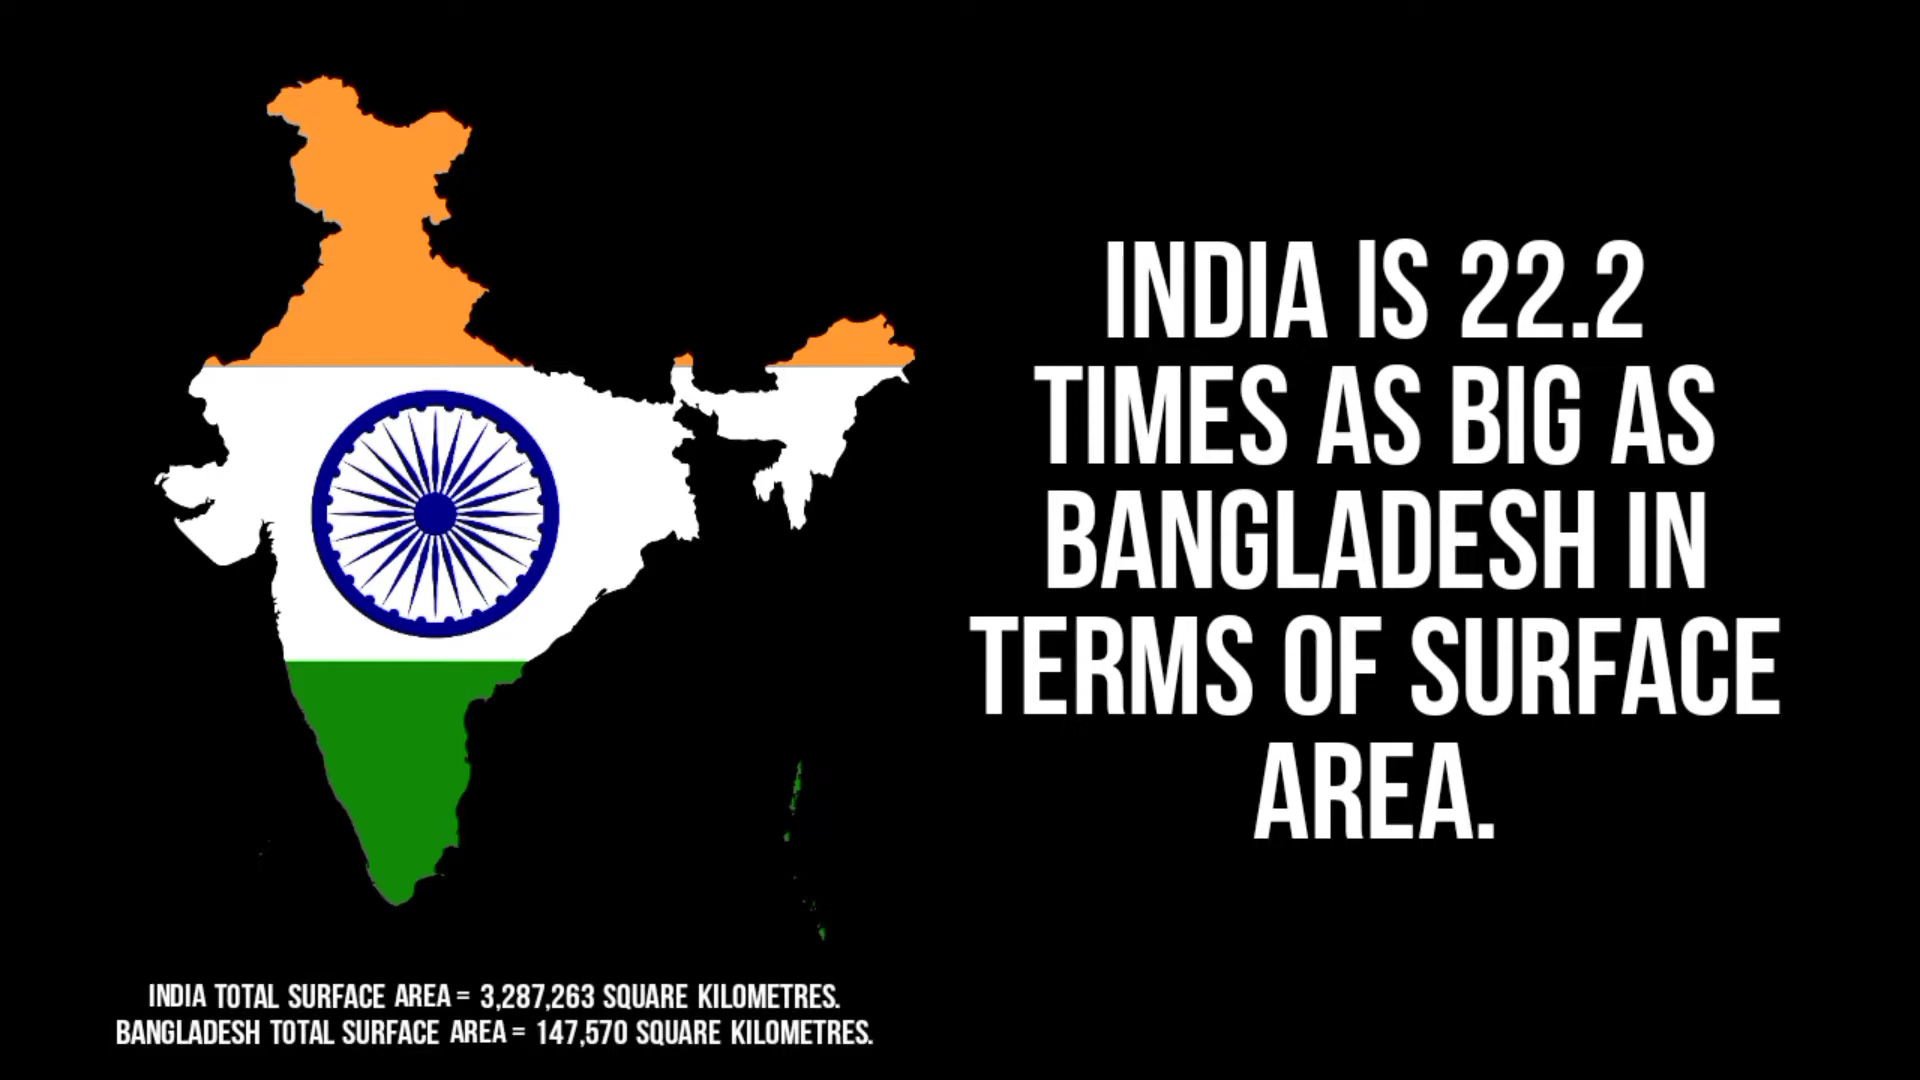 INDIA IS 22.2
TIMES AS BIG AS
BANGLADESH IN
TERMS OF SURFACE
AREA.
INDIA TOTAL SURFACE AREA = 3,287,263 SQUARE KILOMETRES.
BANGLADESH TOTAL SURFACE AREA = 147,570 SQUARE KILOMETRES.